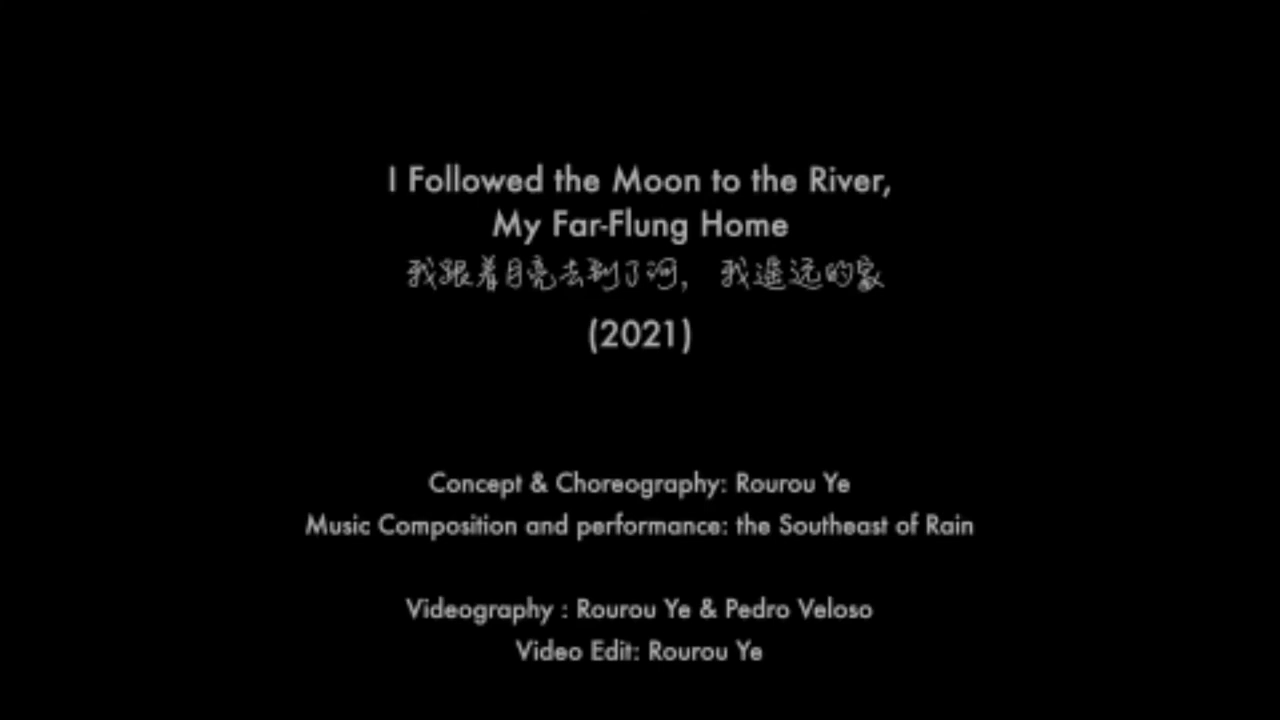 I Followed the Moon to the River,
My Far-Flung Home
我跟着月亮去到了河， 我遥远的家
(2021)
Concept & Choreography: Rourou Ye
Music Composition and performance: the Southeast of Rain
Videography : Rourou Ye & Pedro Veloso
Video Edit: Rourou Ye